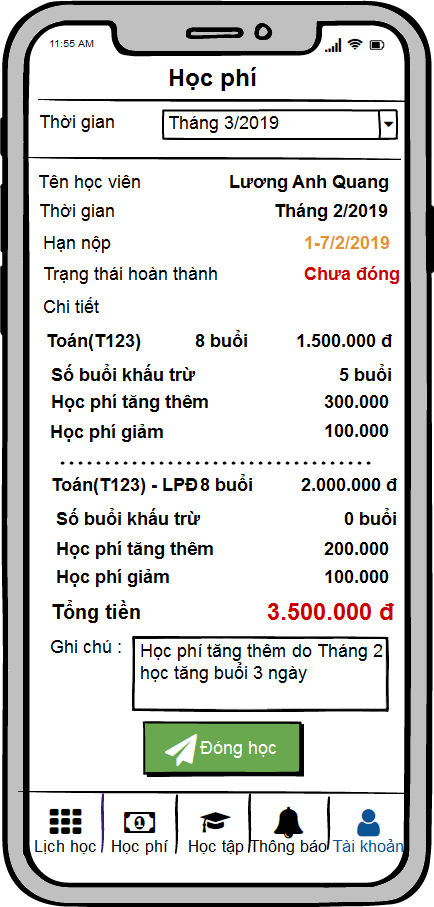 11:55 AM
Học phí
Thời gian Tháng 3/2019
Tên học viên Lương Anh Quang
Thời gian Tháng 2/2019
Hạn nộp 1-7/2/2019
Trạng thái hoàn thành Chưa đóng
Chi tiết
Toán(T123) 8 buổi 1.500.000 đ
Số buổi khấu trừ 5 buổi
Học phí tăng thêm 300.000
Học phí giảm 100.000
Toán(T123) - LPĐ 8 buổi 2.000.000 đ
Số buổi khấu trừ 0 buổi
Học phí tăng thêm 200.000
Học phí giảm 100.000
Tổng tiền 3.500.000 đ
Ghi chú : Học phí tăng thêm do Tháng 2
học tăng buổi 3 ngày
Đóng học
Lịch học Học phí Học tập Thông báo Tài khoản